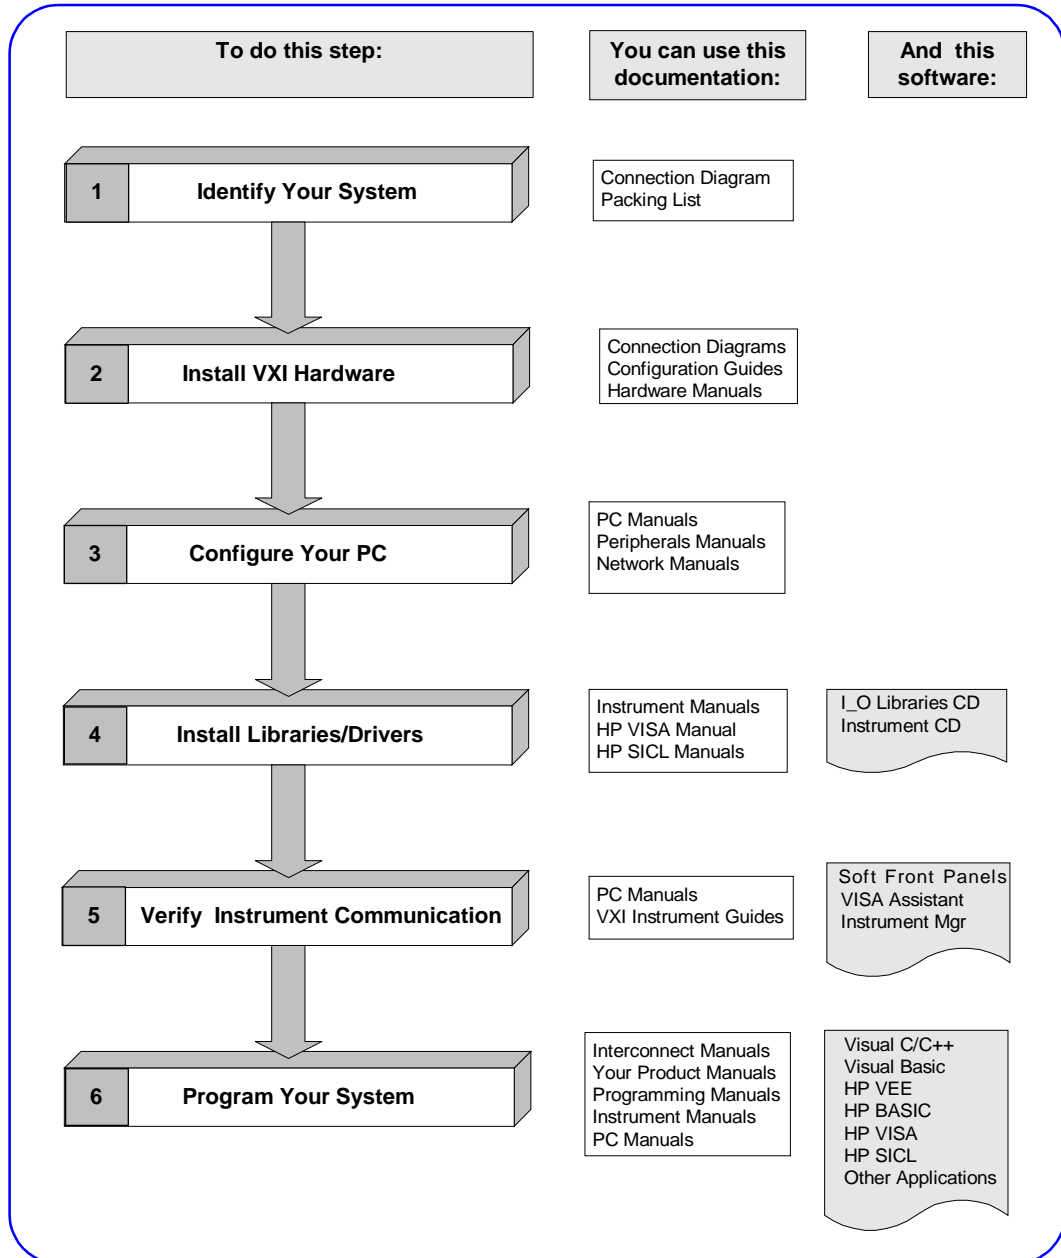 To do this step:
You can use this
documentation:
And this
software:
1
Identify Your System
Connection Diagram
Packing List
2
Install VXI Hardware
Connection Diagrams
Configuration Guides
Hardware Manuals
3
Configure Your PC
PC Manuals
Peripherals Manuals
Network Manuals
4
Install Libraries/Drivers
Instrument Manuals
HP VISA Manual
HP SICL Manuals
I_O Libraries CD
Instrument CD
5
Verify Instrument Communication
PC Manuals
VXI Instrument Guides
Soft Front Panels
VISA Assistant
Instrument Mgr
6
Program Your System
Interconnect Manuals
Your Product Manuals
Programming Manuals
Instrument Manuals
PC Manuals
Visual C/C++
Visual Basic
HP VEE
HP BASIC
HP VISA
HP SICL
Other Applications